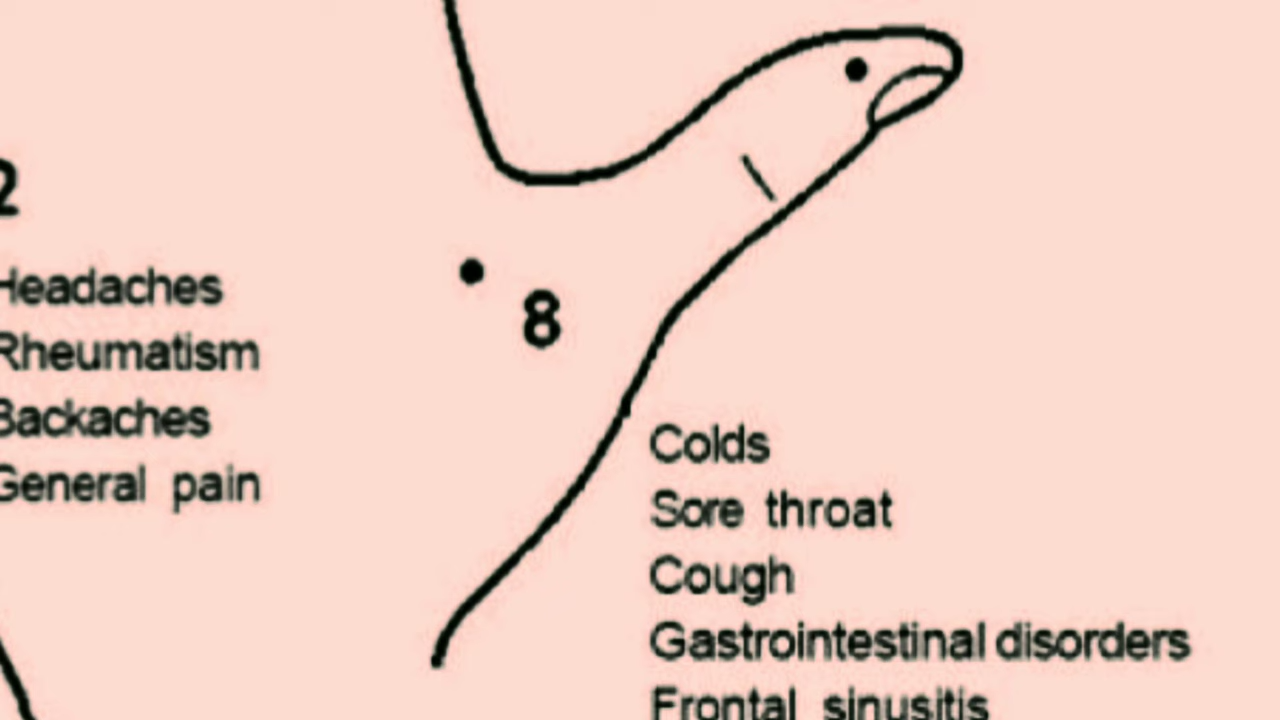 2
Headaches
Rheumatism
Backaches
General pain
8
Colds
Sore throat
Cough
Gastrointestinal disorders
Frontal sinusitis